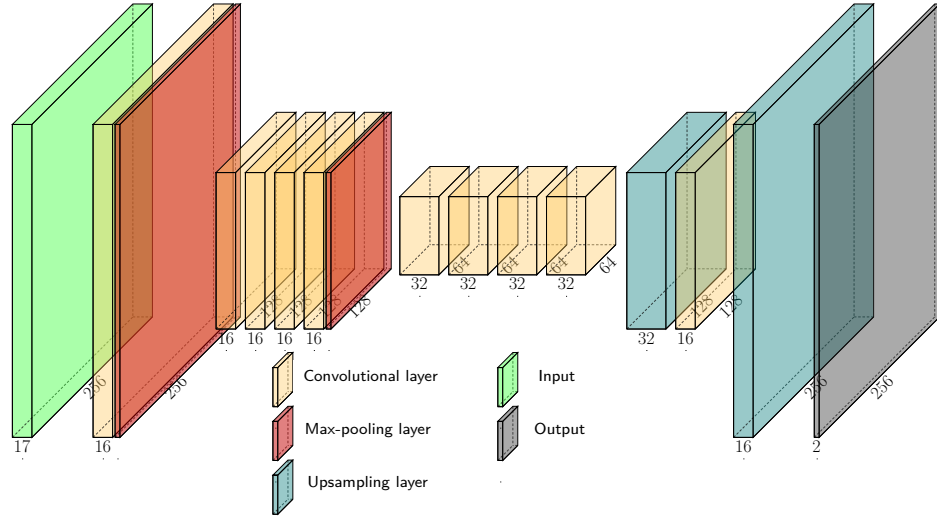 64 64 64 64
32 32 32 32
128 128 128 128
128 128
16 16 16 16
32 16
256 256
256 256
17 16
16 2
Convolutional layer
Input
Max-pooling layer
Output
Upsampling layer